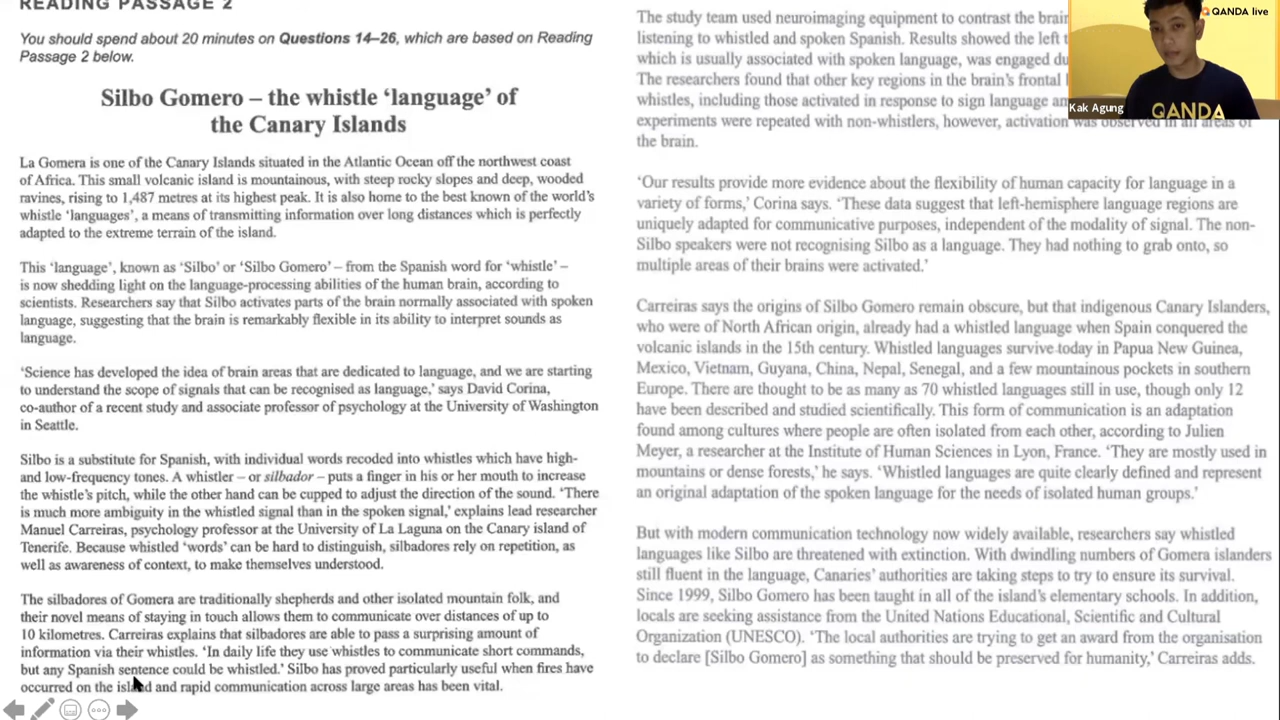 READING PASSAGE 2
You should spend about 20 minutes on Questions 14–26, which are based on Reading
Passage 2 below.
Silbo Gomero – the whistle ‘language’ of
the Canary Islands
La Gomera is one of the Canary Islands situated in the Atlantic Ocean off the northwest coast
of Africa. This small volcanic island is mountainous, with steep rocky slopes and deep, wooded
ravines, rising to 1,487 metres at its highest peak. It is also home to the best known of the world’s
whistle ‘languages’, a means of transmitting information over long distances which is perfectly
adapted to the extreme terrain of the island.
This ‘language’, known as ‘Silbo’ or ‘Silbo Gomero’ – from the Spanish word for ‘whistle’ –
is now shedding light on the language-processing abilities of the human brain, according to
scientists. Researchers say that Silbo activates parts of the brain normally associated with spoken
language, suggesting that the brain is remarkably flexible in its ability to interpret sounds as
language.
‘Science has developed the idea of brain areas that are dedicated to language, and we are starting
to understand the scope of signals that can be recognised as language,’ says David Corina,
co-author of a recent study and associate professor of psychology at the University of Washington
in Seattle.
Silbo is a substitute for Spanish, with individual words recoded into whistles which have high-
and low-frequency tones. A whistler – or silbador – puts a finger in his or her mouth to increase
the whistle’s pitch, while the other hand can be cupped to adjust the direction of the sound. ‘There
is much more ambiguity in the whistled signal than in the spoken signal,’ explains lead researcher
Manuel Carreiras, psychology professor at the University of La Laguna on the Canary island of
Tenerife. Because whistled ‘words’ can be hard to distinguish, silbadores rely on repetition, as
well as awareness of context, to make themselves understood.
The silbadores of Gomera are traditionally shepherds and other isolated mountain folk, and
their novel means of staying in touch allows them to communicate over distances of up to
10 kilometres. Carreiras explains that silbadores are able to pass a surprising amount of
information via their whistles. ‘In daily life they use whistles to communicate short commands,
but any Spanish sentence could be whistled.’ Silbo has proved particularly useful when fires have
occurred on the island and rapid communication across large areas has been vital.
The study team used neuroimaging equipment to contrast the brain
listening to whistled and spoken Spanish. Results showed the left
which is usually associated with spoken language, was engaged
The researchers found that other key regions in the brain’s frontal
whistles, including those activated in response to sign language
experiments were repeated with non-whistlers, however, activation was observed in all areas of
the brain.
‘Our results provide more evidence about the flexibility of human capacity for language in a
variety of forms,’ Corina says. ‘These data suggest that left-hemisphere language regions are
uniquely adapted for communicative purposes, independent of the modality of signal. The non-
Silbo speakers were not recognising Silbo as a language. They had nothing to grab onto, so
multiple areas of their brains were activated.’
Carreiras says the origins of Silbo Gomero remain obscure, but that indigenous Canary Islanders,
who were of North African origin, already had a whistled language when Spain conquered the
volcanic islands in the 15th century. Whistled languages survive today in Papua New Guinea,
Mexico, Vietnam, Guyana, China, Nepal, Senegal, and a few mountainous pockets in southern
Europe. There are thought to be as many as 70 whistled languages still in use, though only 12
have been described and studied scientifically. This form of communication is an adaptation
found among cultures where people are often isolated from each other, according to Julien
Meyer, a researcher at the Institute of Human Sciences in Lyon, France. ‘They are mostly used in
mountains or dense forests,’ he says. ‘Whistled languages are quite clearly defined and represent
an original adaptation of the spoken language for the needs of isolated human groups.’
But with modern communication technology now widely available, researchers say whistled
languages like Silbo are threatened with extinction. With dwindling numbers of Gomera islanders
still fluent in the language, Canaries’ authorities are taking steps to try to ensure its survival.
Since 1999, Silbo Gomero has been taught in all of the island’s elementary schools. In addition,
locals are seeking assistance from the United Nations Educational, Scientific and Cultural
Organization (UNESCO). ‘The local authorities are trying to get an award from the organisation
to declare [Silbo Gomero] as something that should be preserved for humanity,’ Carreiras adds.
QANDA live
Kak Agung
QANDA